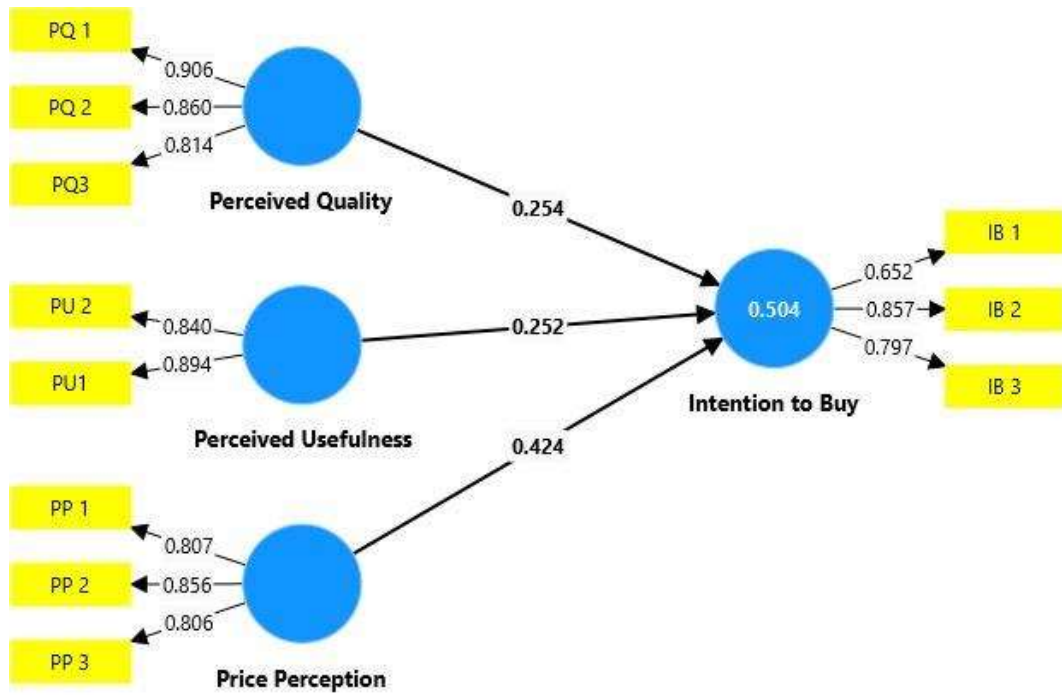 PQ 1
0.906
PQ 2
0.860
0.814
PQ3
Perceived Quality
0.254
PU 2
0.840
0.894
PU1
Perceived Usefulness
0.252
PP 1
0.807
PP 2
0.856
0.806
PP 3
Price Perception
0.424
0.504
Intention to Buy
IB 1
0.652
0.857
IB 2
0.797
IB 3